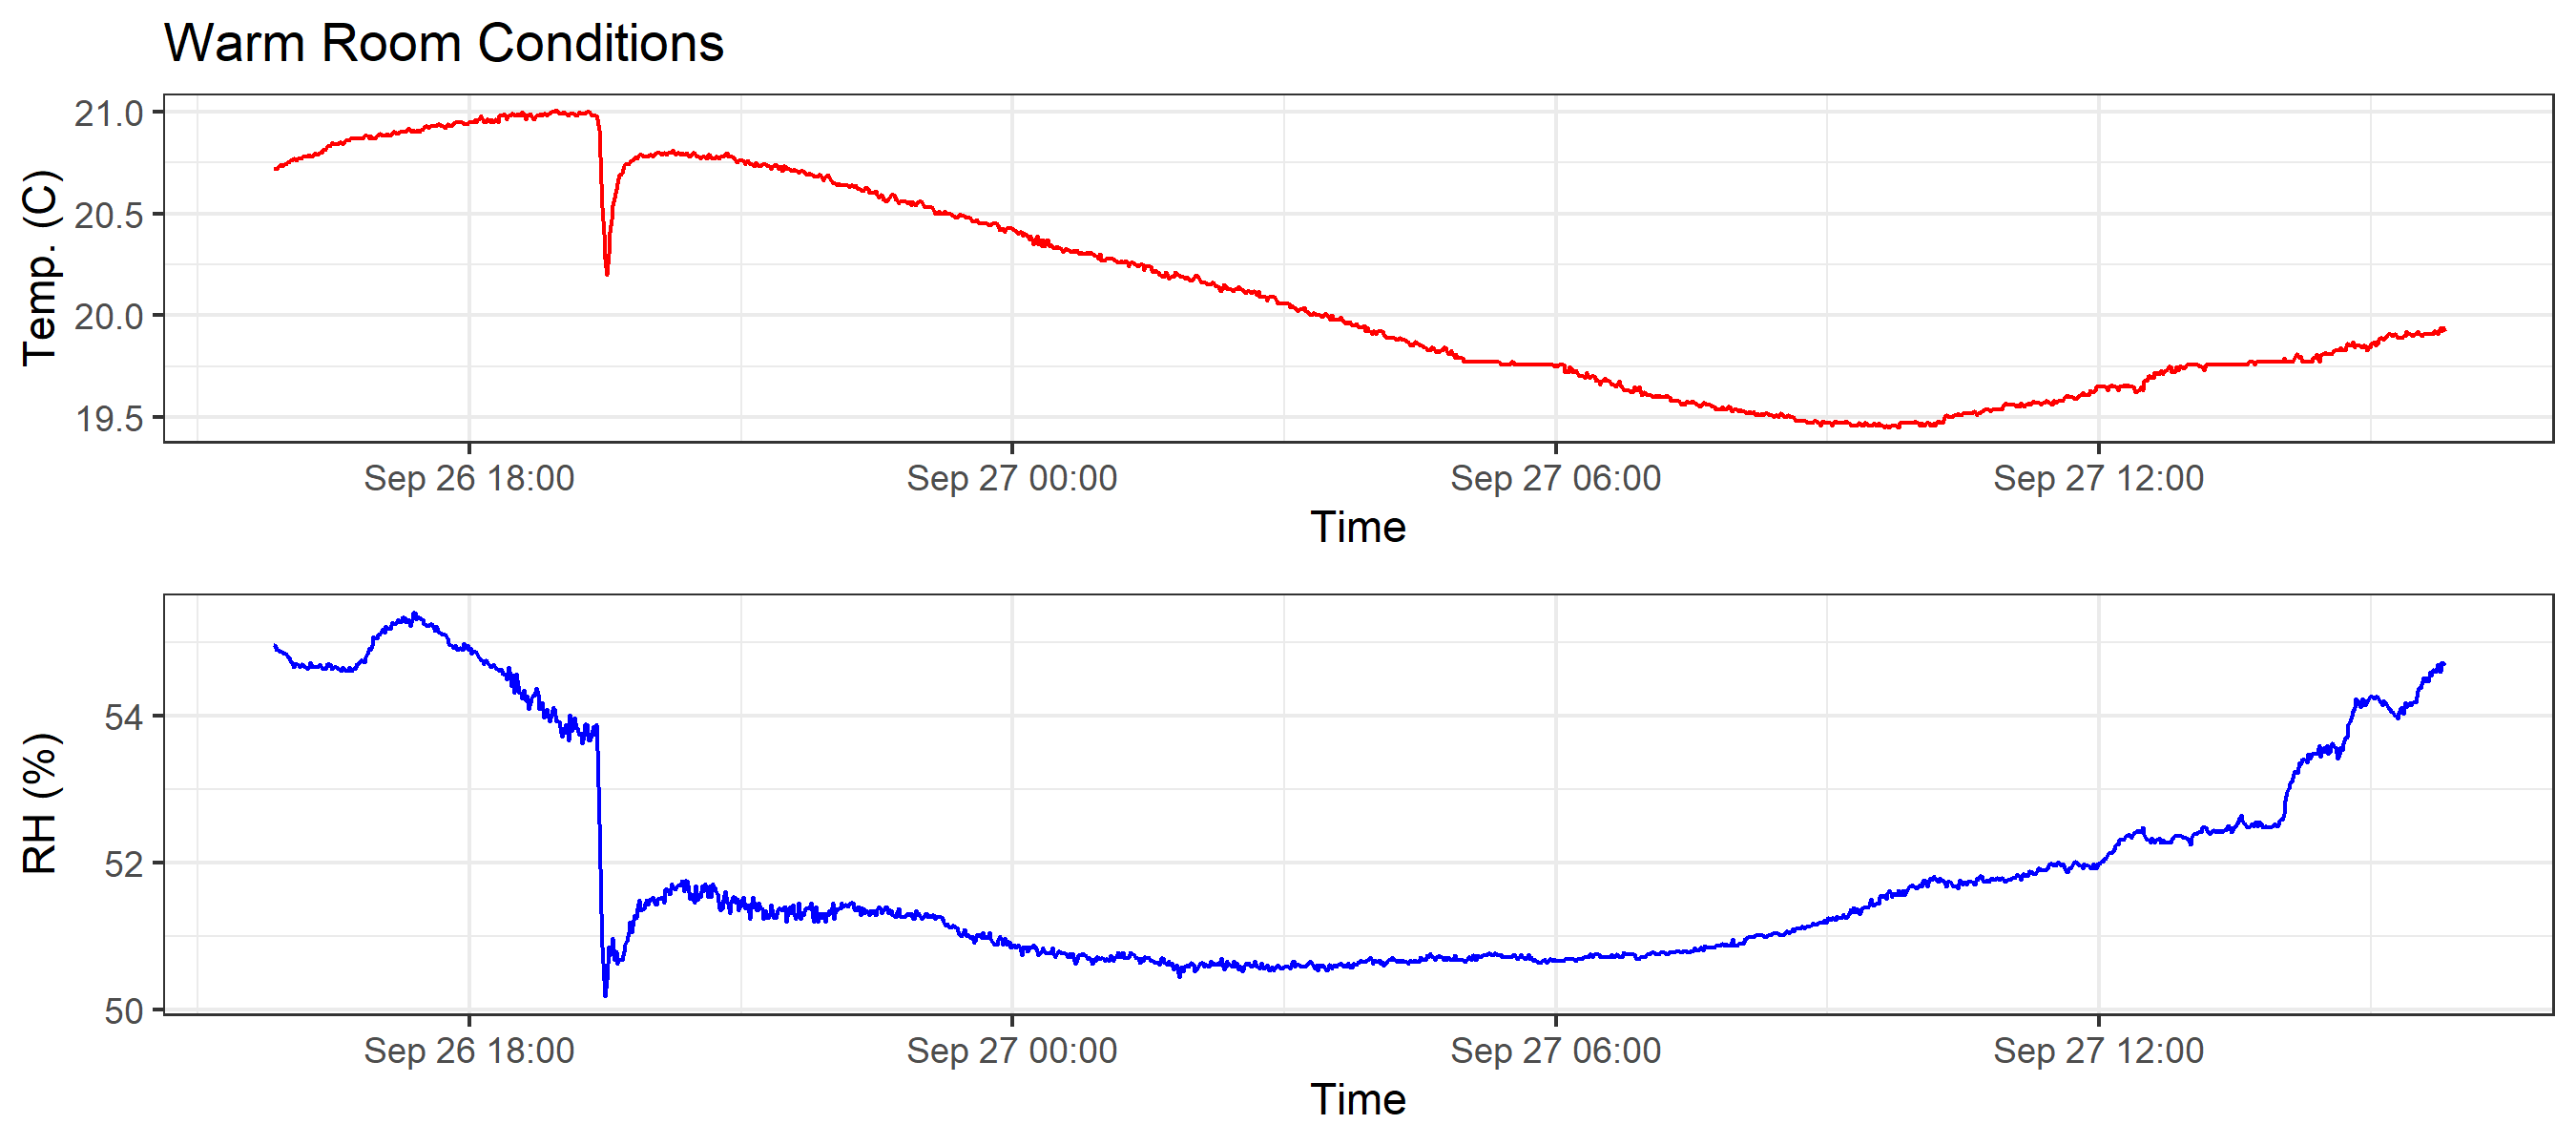 Warm Room Conditions
Temp. (C)
21.0
20.5
20.0
19.5
Sep 26 18:00 Sep 27 00:00 Sep 27 06:00 Sep 27 12:00
Time
RH (%)
54
52
50
Sep 26 18:00 Sep 27 00:00 Sep 27 06:00 Sep 27 12:00
Time